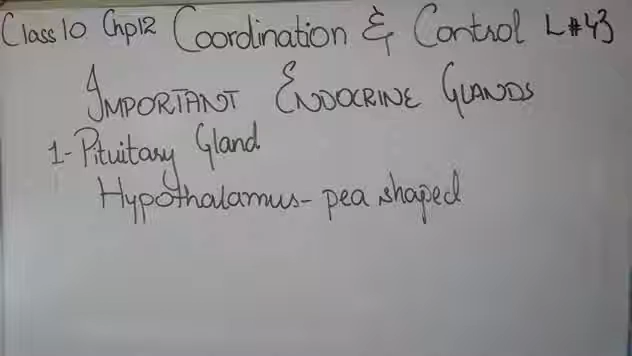 Class 10 Chp12 Coordination & Control L#43
IMPORTANT ENDOCRINE GLANDS
1- Pituitary Gland
Hypothalamus- pea shaped